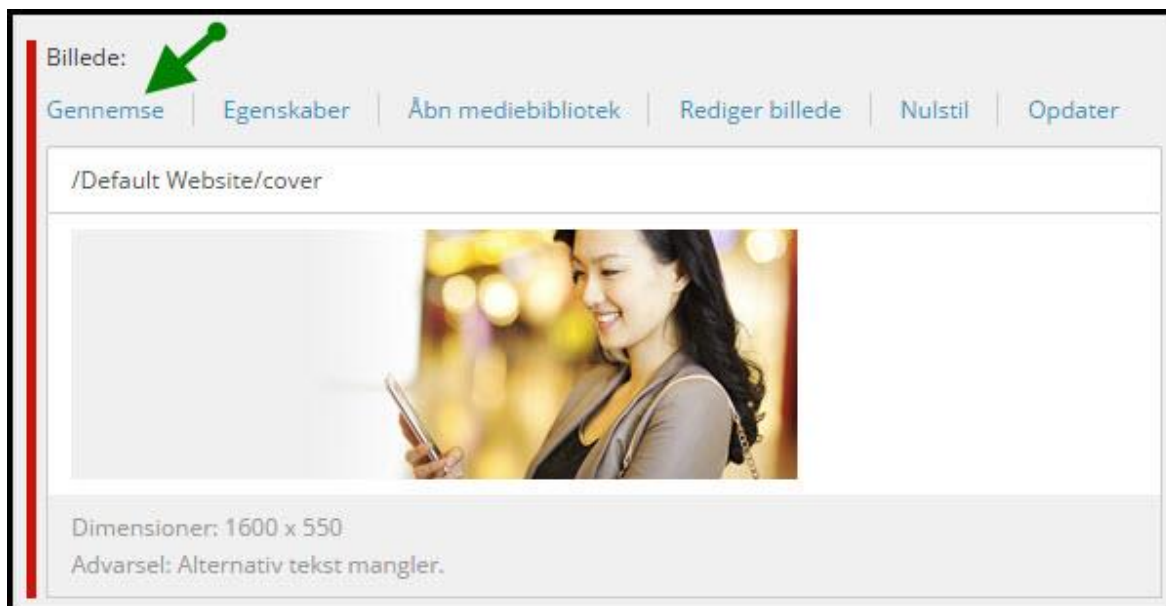 Billede:
Gennemse Egenskaber Åbn mediebibliotek Rediger billede Nulstil Opdater
/Default Website/cover
Dimensioner: 1600 x 550
Advarsel: Alternativ tekst mangler.